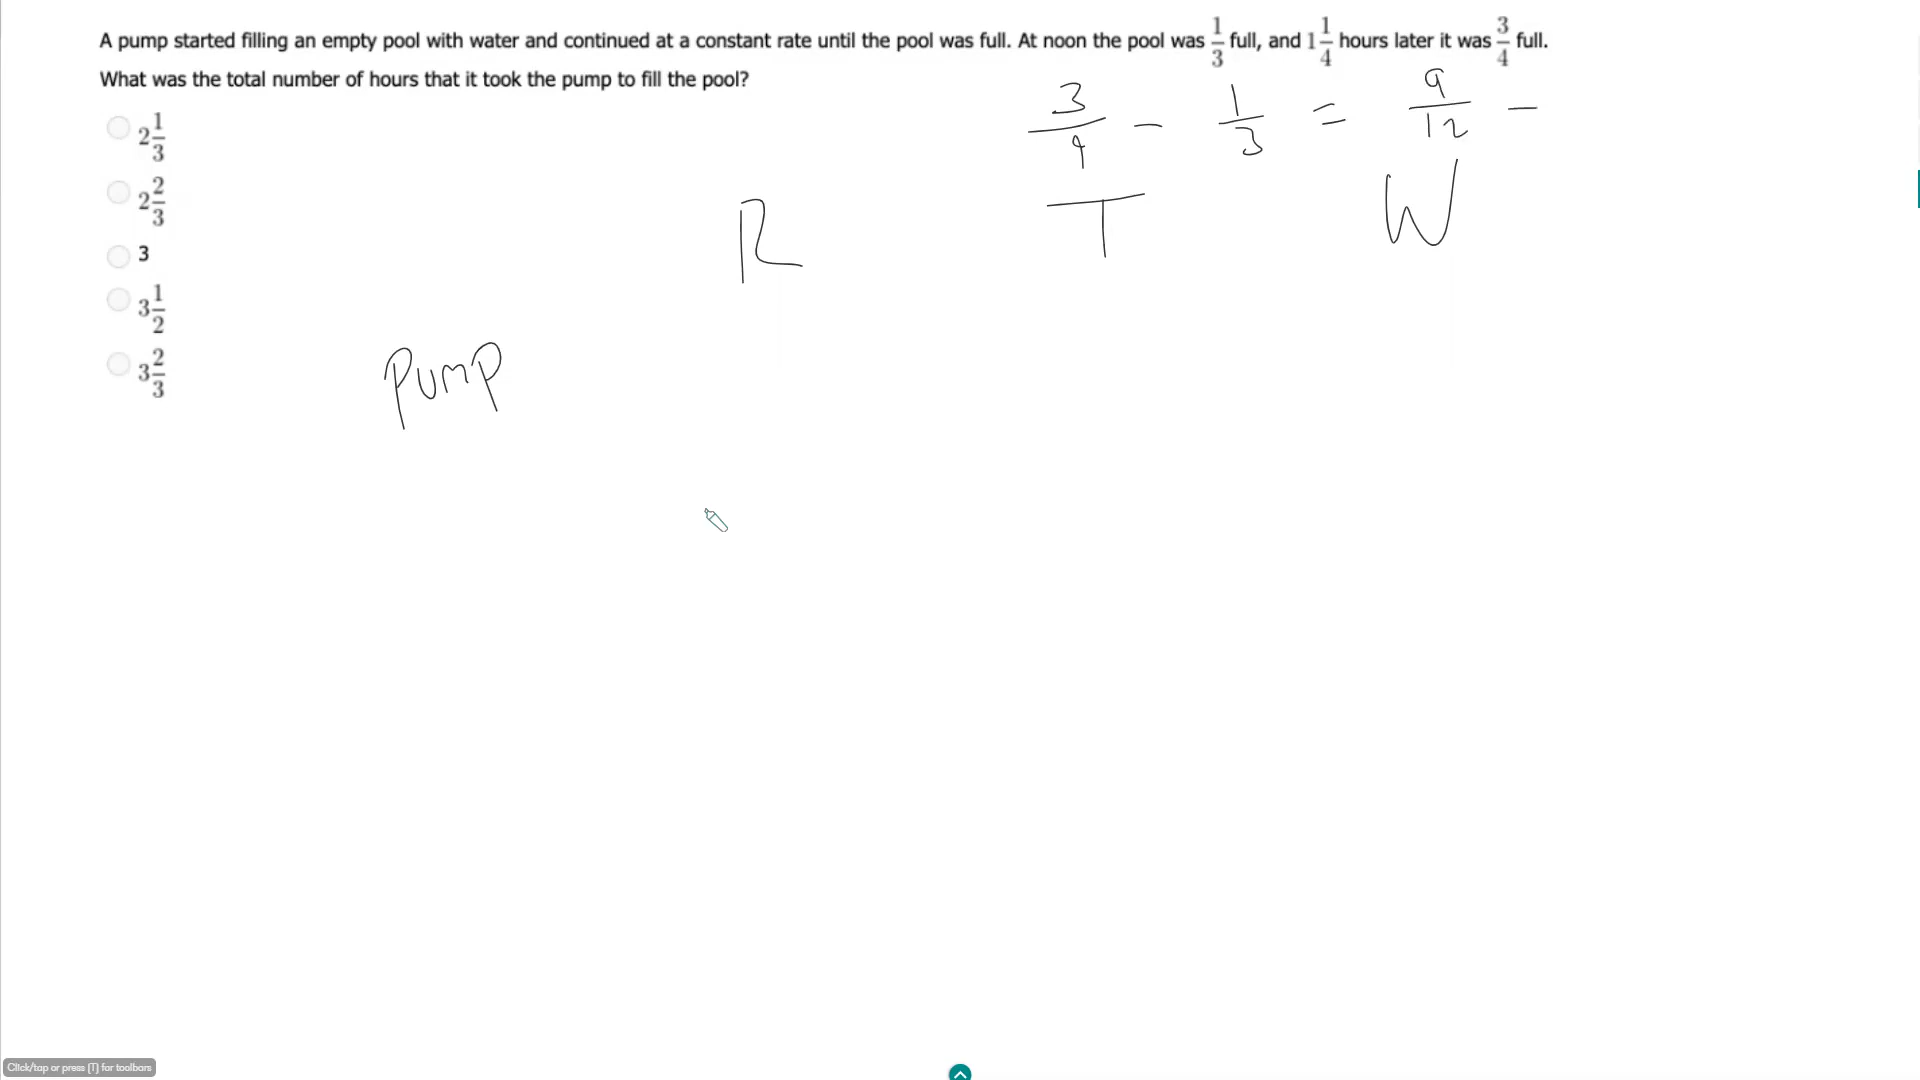 A pump started filling an empty pool with water and continued at a constant rate until the pool was full. At noon the pool was 1/3 full, and 1 1/4 hours later it was 3/4 full.
What was the total number of hours that it took the pump to fill the pool?
2 1/3
2 2/3
3
3 1/2
3 2/3
3/4 - 1/3 = 9/12 -
R T W
Pump
Click/tap or press [T] for toolbars